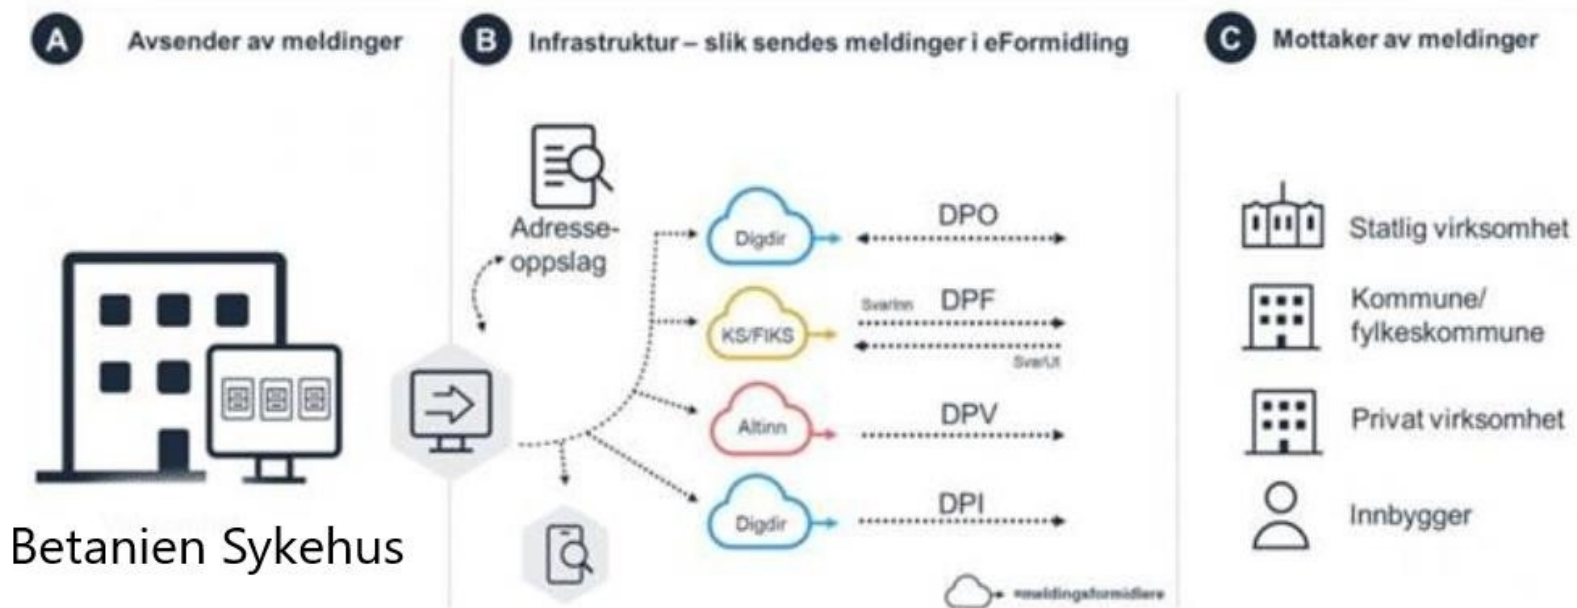 A Avsender av meldinger
B Infrastruktur – slik sendes meldinger i eFormidling
C Mottaker av meldinger
Adresse-
oppslag
Digdir
DPO
KS/FIKS
SvarInn
DPF
SvarUt
Altinn
DPV
Digdir
DPI
=meldingsformidlere
Statlig virksomhet
Kommune/
fylkeskommune
Privat virksomhet
Innbygger
Betanien Sykehus